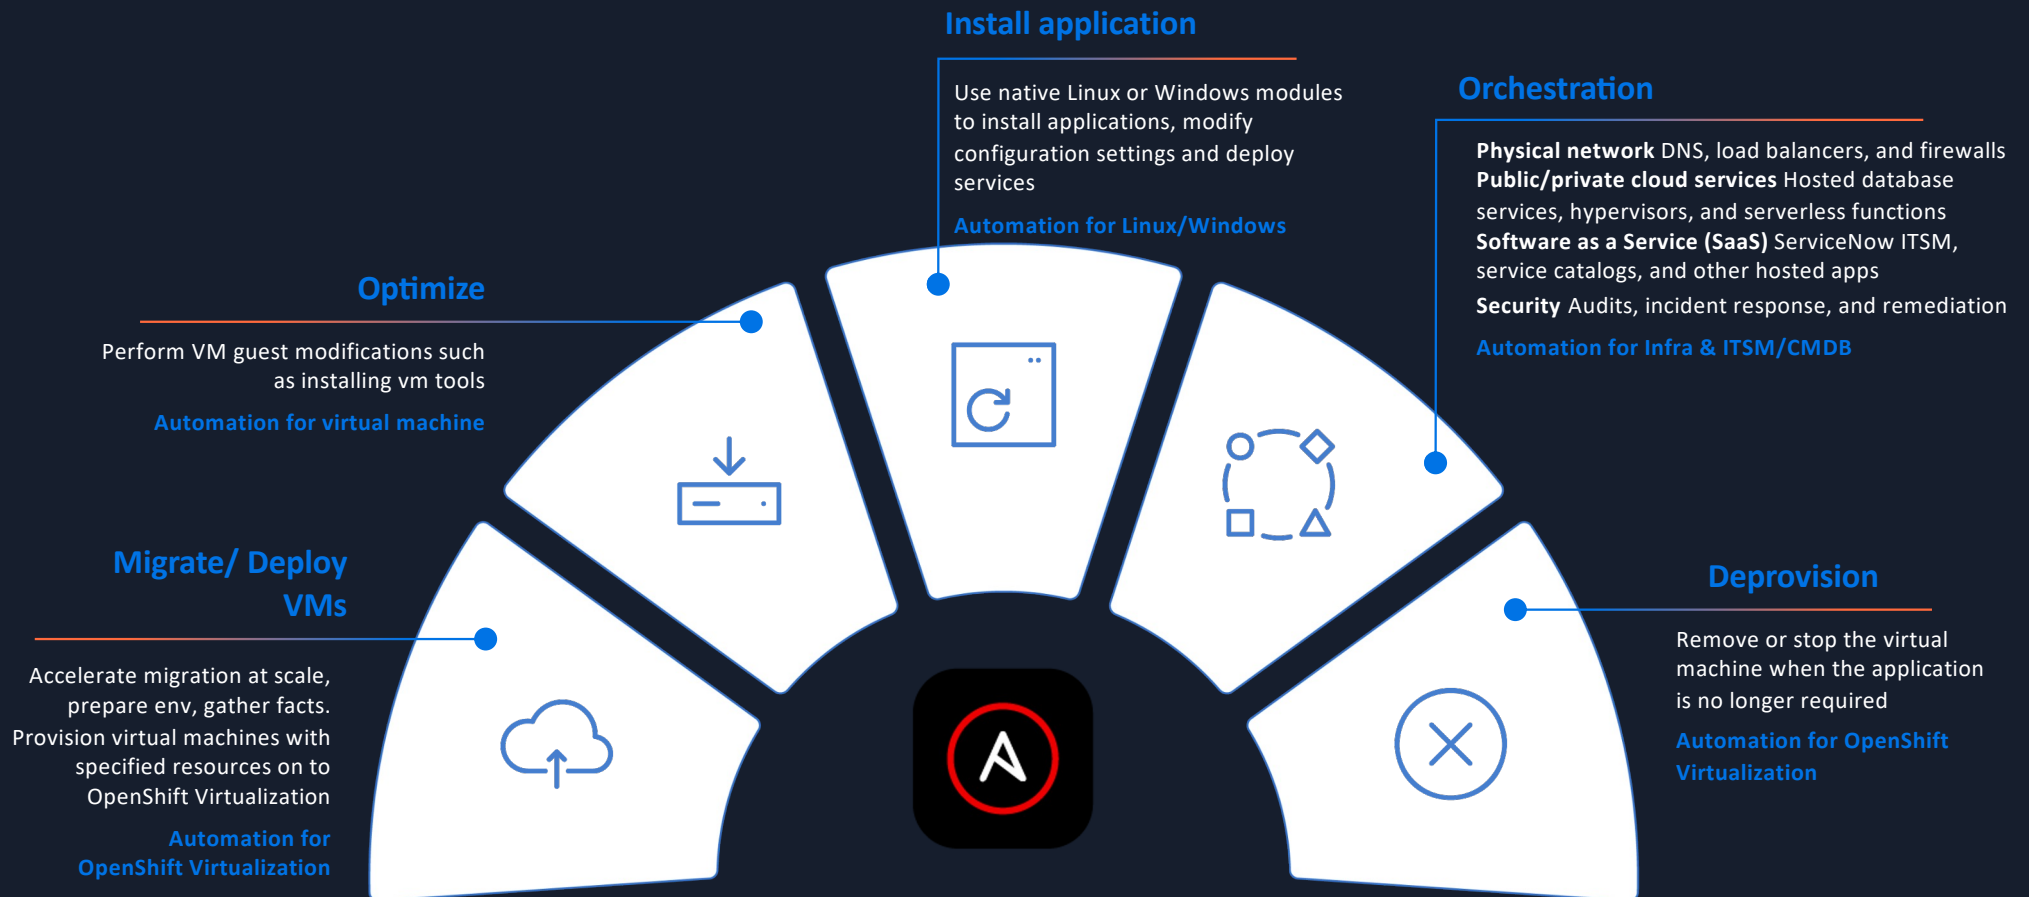 Install application
Use native Linux or Windows modules
to install applications, modify
configuration settings and deploy
services
Automation for Linux/Windows
Orchestration
Physical network DNS, load balancers, and firewalls
Public/private cloud services Hosted database
services, hypervisors, and serverless functions
Software as a Service (SaaS) ServiceNow ITSM,
service catalogs, and other hosted apps
Security Audits, incident response, and remediation
Automation for Infra & ITSM/CMDB
Optimize
Perform VM guest modifications such
as installing vm tools
Automation for virtual machine
Migrate/ Deploy
VMs
Accelerate migration at scale,
prepare env, gather facts.
Provision virtual machines with
specified resources on to
OpenShift Virtualization
Automation for
OpenShift Virtualization
Deprovision
Remove or stop the virtual
machine when the application
is no longer required
Automation for OpenShift
Virtualization